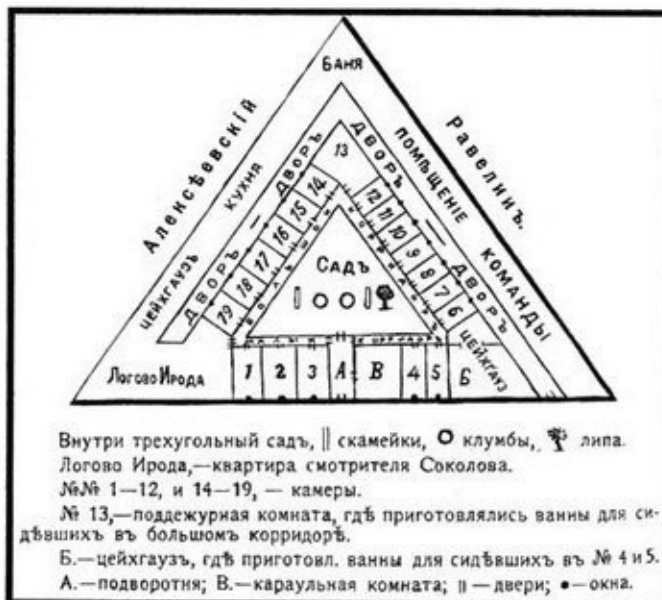 Баня
Алексѣевскій
Равелинъ.
Кухня
Дворъ
Дворъ
Помѣщеніе
Команды
Цейхгаузъ
Дворъ
Дворъ
13
14
15
16
17
18
19
12
11
10
9
8
7
6
Садъ
Цейхгауз
Логово Ирода
1 2 3 А В 4 5 Б
Внутри трехугольный садъ, || скамейки, О клумбы, липа.
Логово Ирода,—квартира смотрителя Соколова.
№№ 1—12, и 14—19, — камеры.
№ 13,—поддежурная комната, гдѣ приготовлялись ванны для си-
дѣвшихъ въ большомъ корридорѣ.
Б.—цейхгаузъ, гдѣ приготовл. ванны для сидѣвшихъ въ № 4 и 5.
А.—подворотня; В.—караульная комната; || —двери; •—окна.